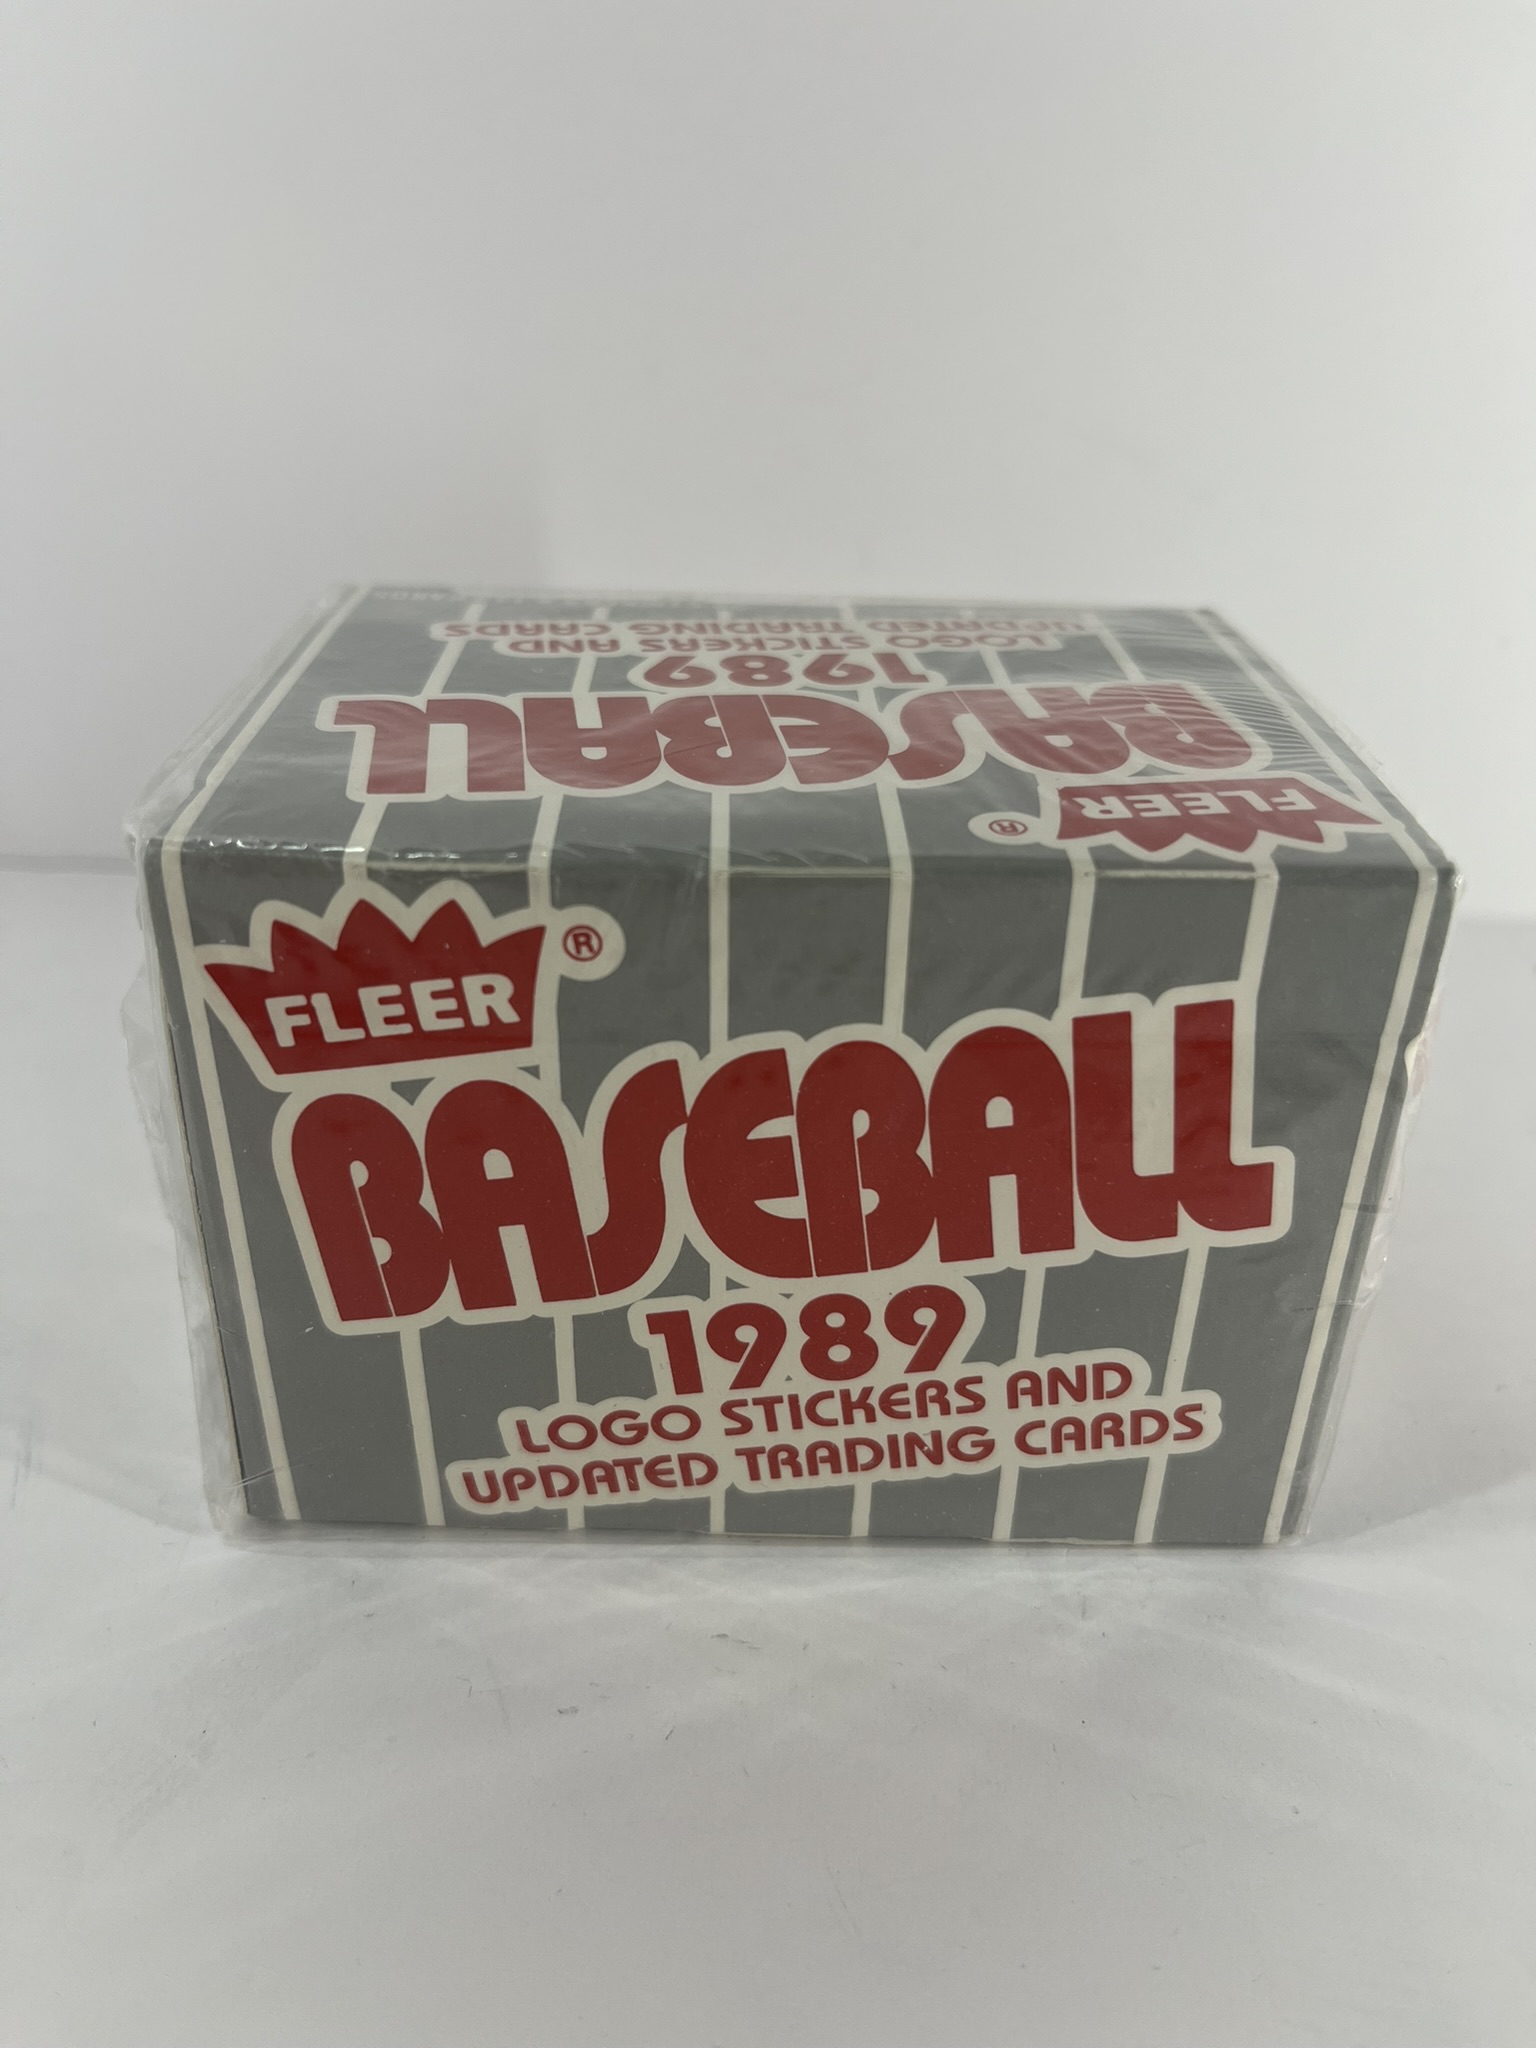 LOGO STICKERS AND
UPDATED TRADING CARDS
1989
BASEBALL
FLEER
®
FLEER ®
BASEBALL
1989
LOGO STICKERS AND
UPDATED TRADING CARDS